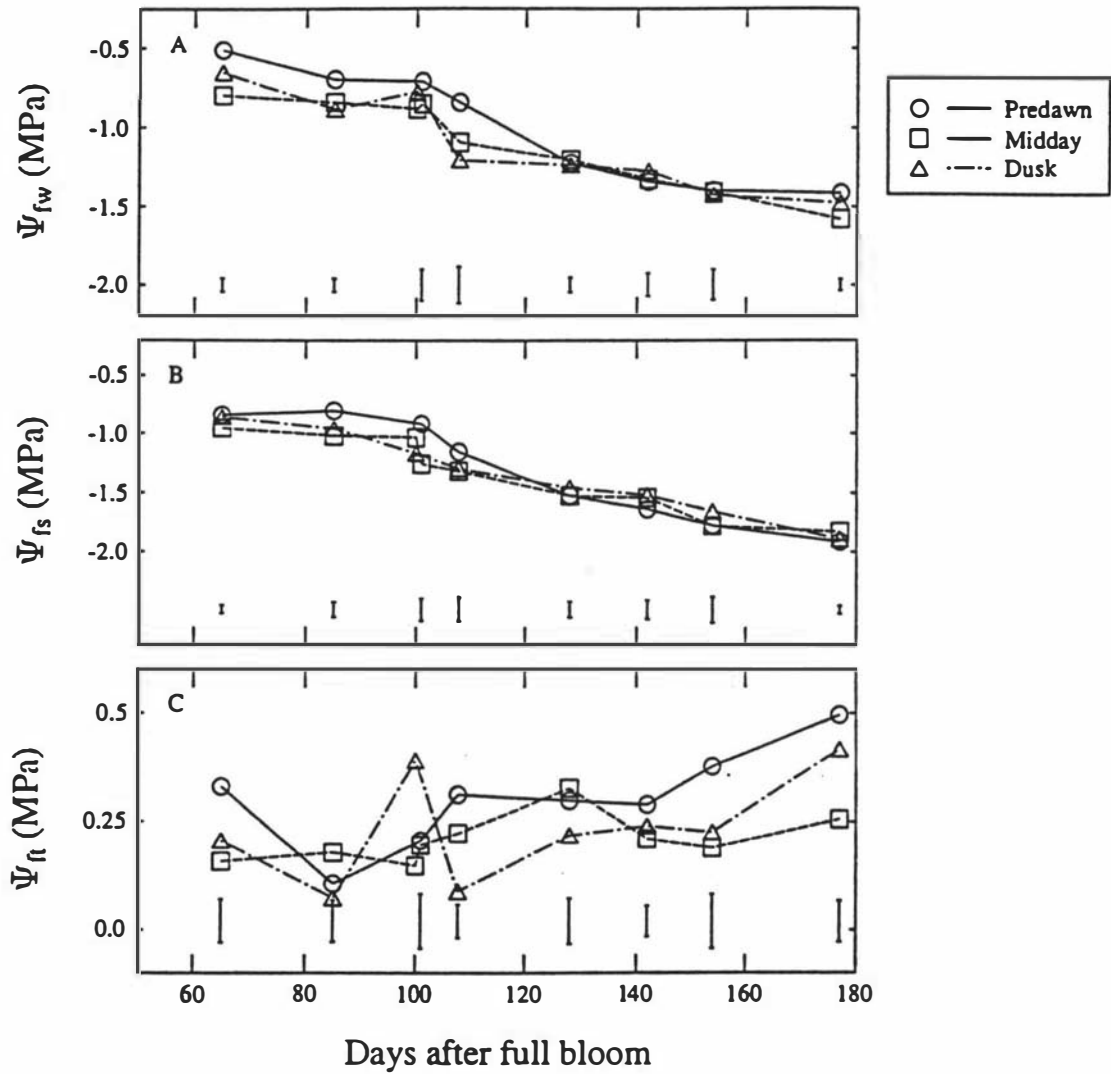 A
-0.5
-1.0
-1.5
-2.0
Ψfw (MPa)
Predawn
Midday
Dusk
B
-0.5
-1.0
-1.5
-2.0
Ψfs (MPa)
C
0.5
0.25
0.0
Ψft (MPa)
60 80 100 120 140 160 180
Days after full bloom